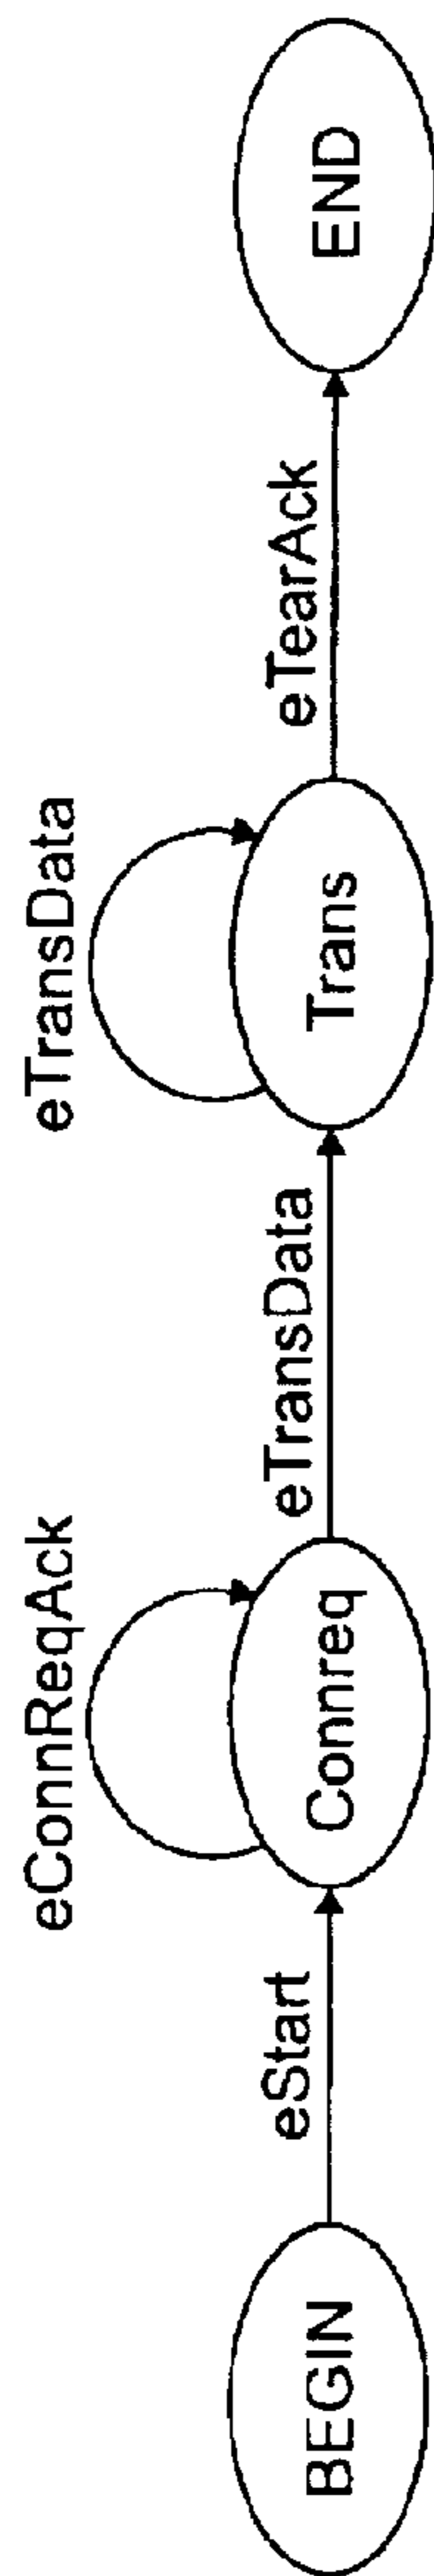 eConnReqAck
eTransData
BEGIN
eStart
Connreq
eTransData
Trans
eTearAck
END